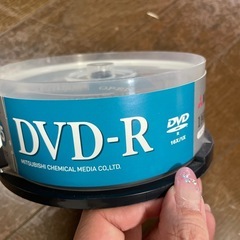 DVD-R
MITSUBISHI CHEMICAL MEDIA CO.,LTD.
DVD
R